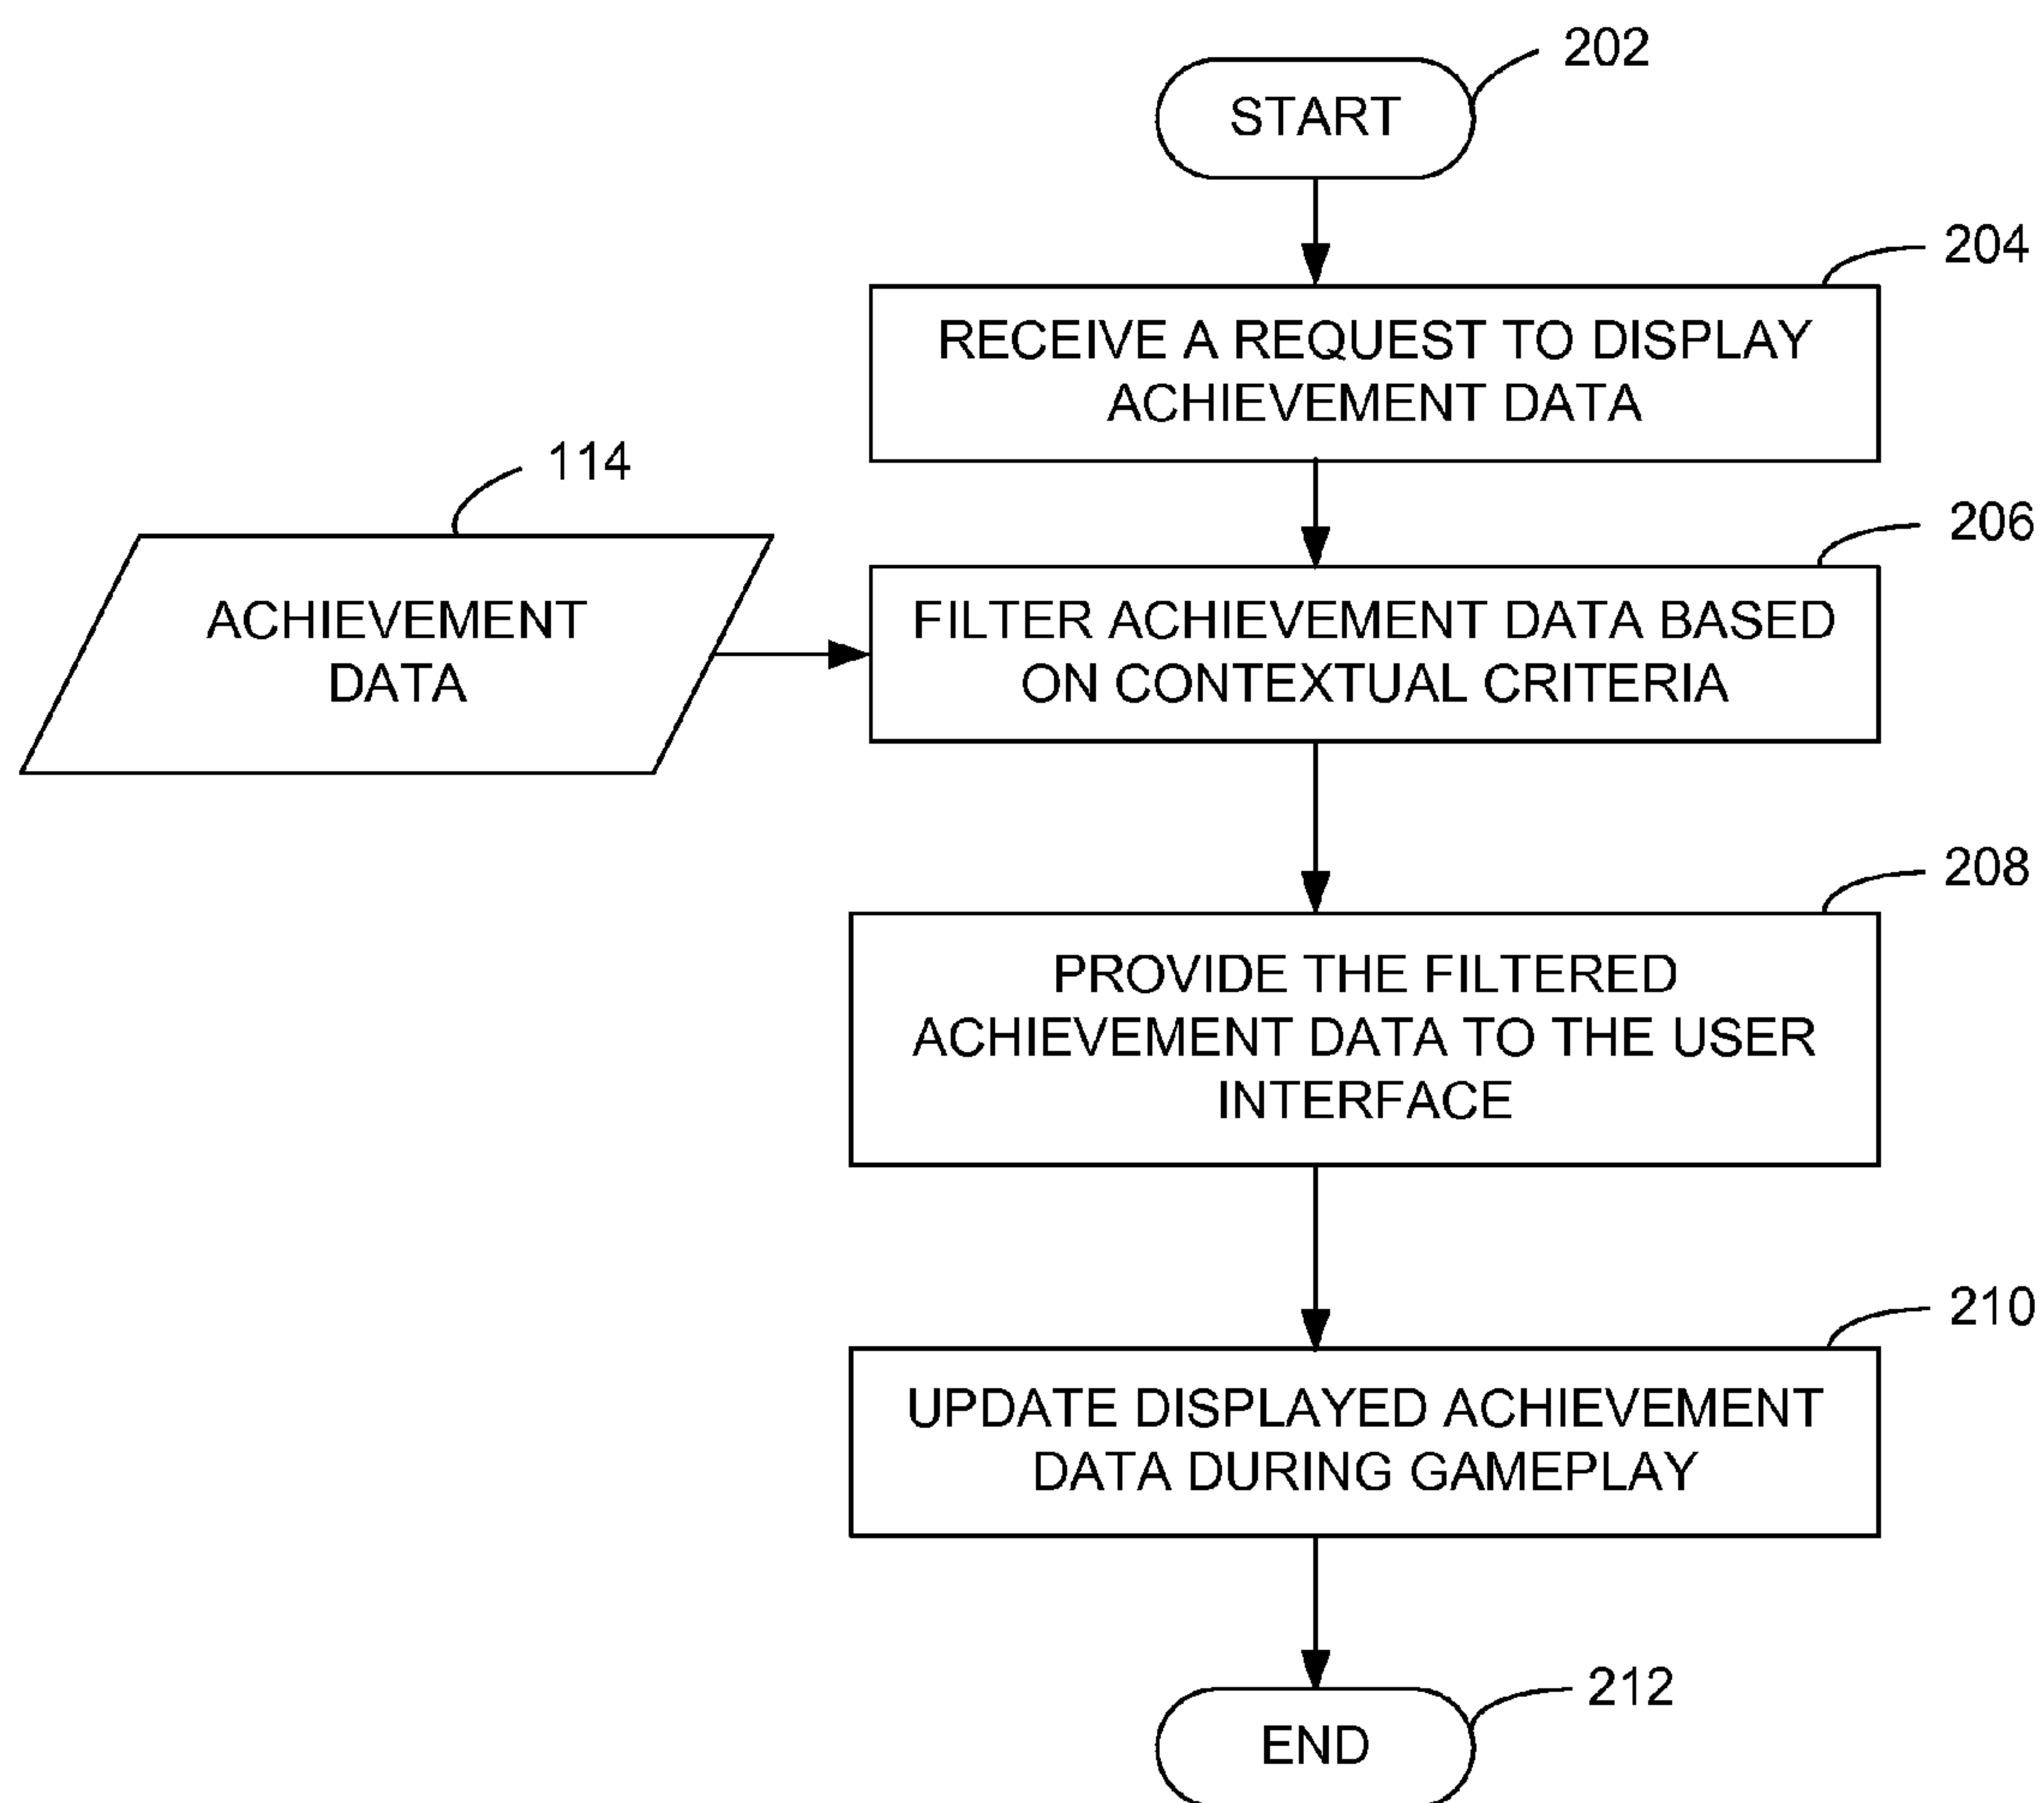 202
START
204
RECEIVE A REQUEST TO DISPLAY
ACHIEVEMENT DATA
114
ACHIEVEMENT
DATA
206
FILTER ACHIEVEMENT DATA BASED
ON CONTEXTUAL CRITERIA
208
PROVIDE THE FILTERED
ACHIEVEMENT DATA TO THE USER
INTERFACE
210
UPDATE DISPLAYED ACHIEVEMENT
DATA DURING GAMEPLAY
212
END